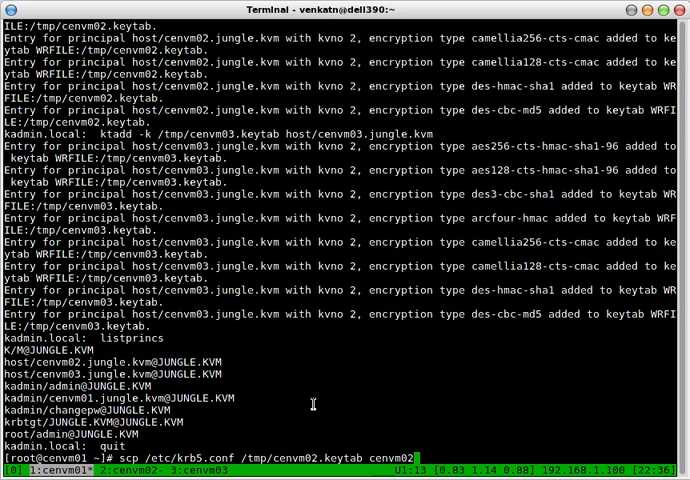 Terminal - venkatn@dell390:~
ILE:/tmp/cenvm02.keytab.
Entry for principal host/cenvm02.jungle.kvm with kvno 2, encryption type camellia256-cts-cmac added to ke
ytab WRFILE:/tmp/cenvm02.keytab.
Entry for principal host/cenvm02.jungle.kvm with kvno 2, encryption type camellia128-cts-cmac added to ke
ytab WRFILE:/tmp/cenvm02.keytab.
Entry for principal host/cenvm02.jungle.kvm with kvno 2, encryption type des-hmac-sha1 added to keytab WR
FILE:/tmp/cenvm02.keytab.
Entry for principal host/cenvm02.jungle.kvm with kvno 2, encryption type des-cbc-md5 added to keytab WRFI
LE:/tmp/cenvm02.keytab.
kadmin.local:  ktadd -k /tmp/cenvm03.keytab host/cenvm03.jungle.kvm
Entry for principal host/cenvm03.jungle.kvm with kvno 2, encryption type aes256-cts-hmac-sha1-96 added to
 keytab WRFILE:/tmp/cenvm03.keytab.
Entry for principal host/cenvm03.jungle.kvm with kvno 2, encryption type aes128-cts-hmac-sha1-96 added to
 keytab WRFILE:/tmp/cenvm03.keytab.
Entry for principal host/cenvm03.jungle.kvm with kvno 2, encryption type des3-cbc-sha1 added to keytab WR
FILE:/tmp/cenvm03.keytab.
Entry for principal host/cenvm03.jungle.kvm with kvno 2, encryption type arcfour-hmac added to keytab WRF
ILE:/tmp/cenvm03.keytab.
Entry for principal host/cenvm03.jungle.kvm with kvno 2, encryption type camellia256-cts-cmac added to ke
ytab WRFILE:/tmp/cenvm03.keytab.
Entry for principal host/cenvm03.jungle.kvm with kvno 2, encryption type camellia128-cts-cmac added to ke
ytab WRFILE:/tmp/cenvm03.keytab.
Entry for principal host/cenvm03.jungle.kvm with kvno 2, encryption type des-hmac-sha1 added to keytab WR
FILE:/tmp/cenvm03.keytab.
Entry for principal host/cenvm03.jungle.kvm with kvno 2, encryption type des-cbc-md5 added to keytab WRFI
LE:/tmp/cenvm03.keytab.
kadmin.local:  listprincs
K/M@JUNGLE.KVM
host/cenvm02.jungle.kvm@JUNGLE.KVM
host/cenvm03.jungle.kvm@JUNGLE.KVM
kadmin/admin@JUNGLE.KVM
kadmin/cenvm01.jungle.kvm@JUNGLE.KVM
kadmin/changepw@JUNGLE.KVM
krbtgt/JUNGLE.KVM@JUNGLE.KVM
root/admin@JUNGLE.KVM
kadmin.local:  quit
[root@cenvm01 ~]# scp /etc/krb5.conf /tmp/cenvm02.keytab cenvm02
[0] 1:cenvm01* 2:cenvm02- 3:cenvm03 U1:13 [0.83 1.14 0.88] 192.168.1.100 [22:36]